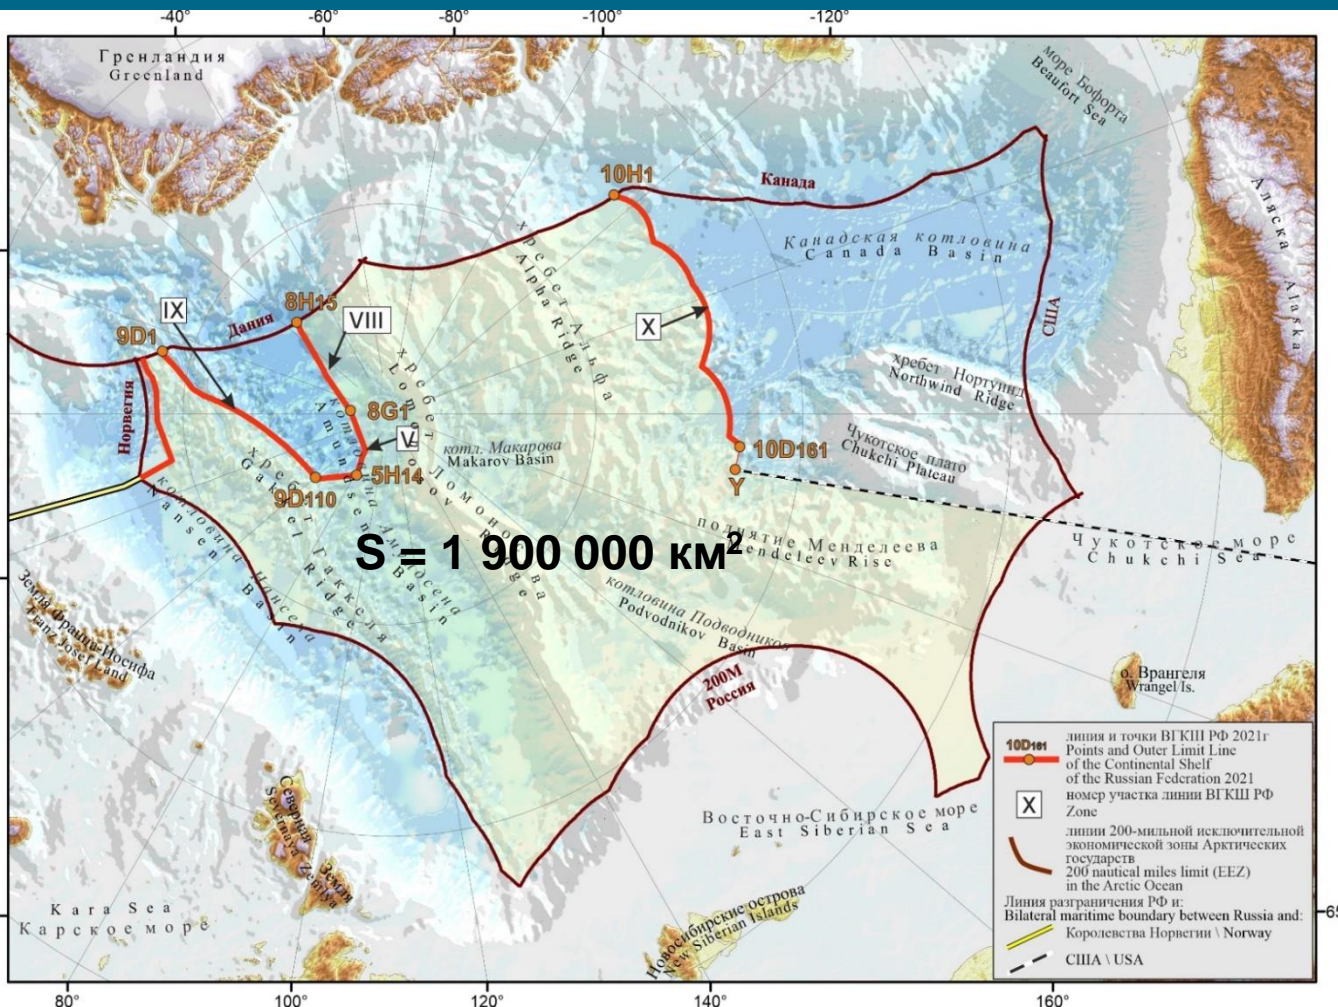 -40°
-60°
-80°
-100°
-120°
Гренландия
Greenland
море Бофорта
Beaufort Sea
Аляска
Alaska
10H1
Канада
Канадская котловина
Canada Basin
хребет Альфа
Alpha Ridge
IX
8H15
VIII
9D1
Дания
X
США
хребет Нортуинд
Northwind Ridge
Норвегия
8G1
V
котл. Макарова
Makarov Basin
10D161
Чукотское плато
Chukchi Plateau
5H14
9D110
Y
хребет Ломоносова
Lomonosov Ridge
котловина Амундсена
Amundsen Basin
хребет Гаккеля
Gakkel Ridge
котловина Нансена
Nansen Basin
S = 1 900 000 км²
поднятие Менделеева
Mendeleev Rise
Чукотское море
Chukchi Sea
котловина Подводников
Podvodnikov Basin
Земля Франца-Иосифа
Franz Josef Land
200М
Россия
о. Врангеля
Wrangel Is.
Северная Земля
Severnaya Zemlya
Восточно-Сибирское море
East Siberian Sea
Новосибирские острова
New Siberian Islands
Kara Sea
Карское море
10D161
линия и точки ВГКШ РФ 2021г
Points and Outer Limit Line
of the Continental Shelf
of the Russian Federation 2021
X
номер участка линии ВГКШ РФ
Zone
линии 200-мильной исключительной
экономической зоны Арктических
государств
200 nautical miles limit (EEZ)
in the Arctic Ocean
Линия разграничения РФ и:
Bilateral maritime boundary between Russia and:
Королевства Норвегии \ Norway
США \ USA
80°
100°
120°
140°
160°